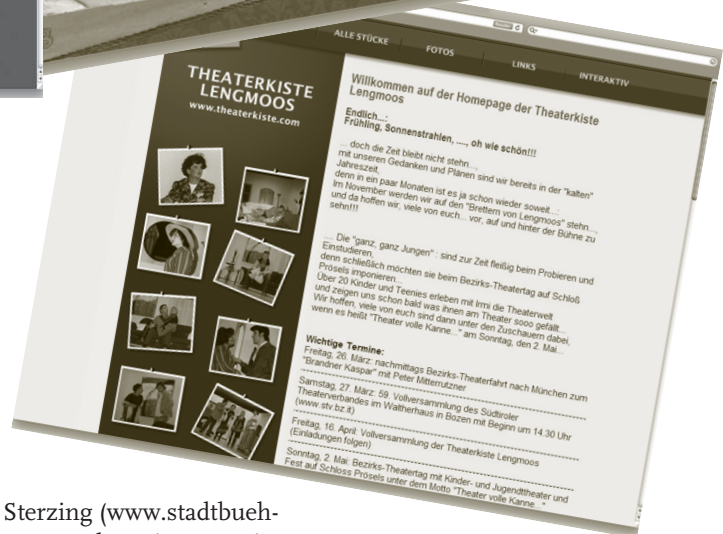 ALLE STÜCKE
FOTOS
LINKS
INTERAKTIV
THEATERKISTE
LENGMOOS
www.theaterkiste.com
Willkommen auf der Homepage der Theaterkiste
Lengmoos
Endlich...:
Frühling, Sonnenstrahlen, ...., oh wie schön!!!
... doch die Zeit bleibt nicht stehn...,
mit unseren Gedanken und Plänen sind wir bereits in der "kalten"
Jahreszeit,
denn in ein paar Monaten ist es ja schon wieder soweit...:
Im November werden wir auf den "Brettern von Lengmoos" stehn...,
und da hoffen wir, viele von euch... vor, auf und hinter der Bühne zu
sehn!!!
.... Die "ganz, ganz Jungen" : sind zur Zeit fleißig beim Probieren und
Einstudieren,
denn schließlich möchten sie beim Bezirks-Theatertag auf Schloß
Prösels imponieren...
Über 20 Kinder und Teenies erleben mit Irmi die Theaterwelt
und zeigen uns schon bald was ihnen am Theater sooo gefällt...
Wir hoffen, viele von euch sind dann unter den Zuschauern dabei,
wenn es heißt "Theater volle Kanne..." am Sonntag, den 2. Mai...
Wichtige Termine:
Freitag, 26. März: nachmittags Bezirks-Theaterfahrt nach München zum
"Brandner Kaspar" mit Peter Mitterrutzner
Samstag, 27. März: 59. Vollversammlung des Südtiroler
Theaterverbandes im Waltherhaus in Bozen mit Beginn um 14.30 Uhr
(www.stv.bz.it)
Freitag, 16. April: Vollversammlung der Theaterkiste Lengmoos
(Einladungen folgen)
Sonntag, 2. Mai: Bezirks-Theatertag mit Kinder- und Jugendttheater und
Fest auf Schloss Prösels unter dem Motto "Theater volle Kanne..."
Sterzing (www.stadtbueh-